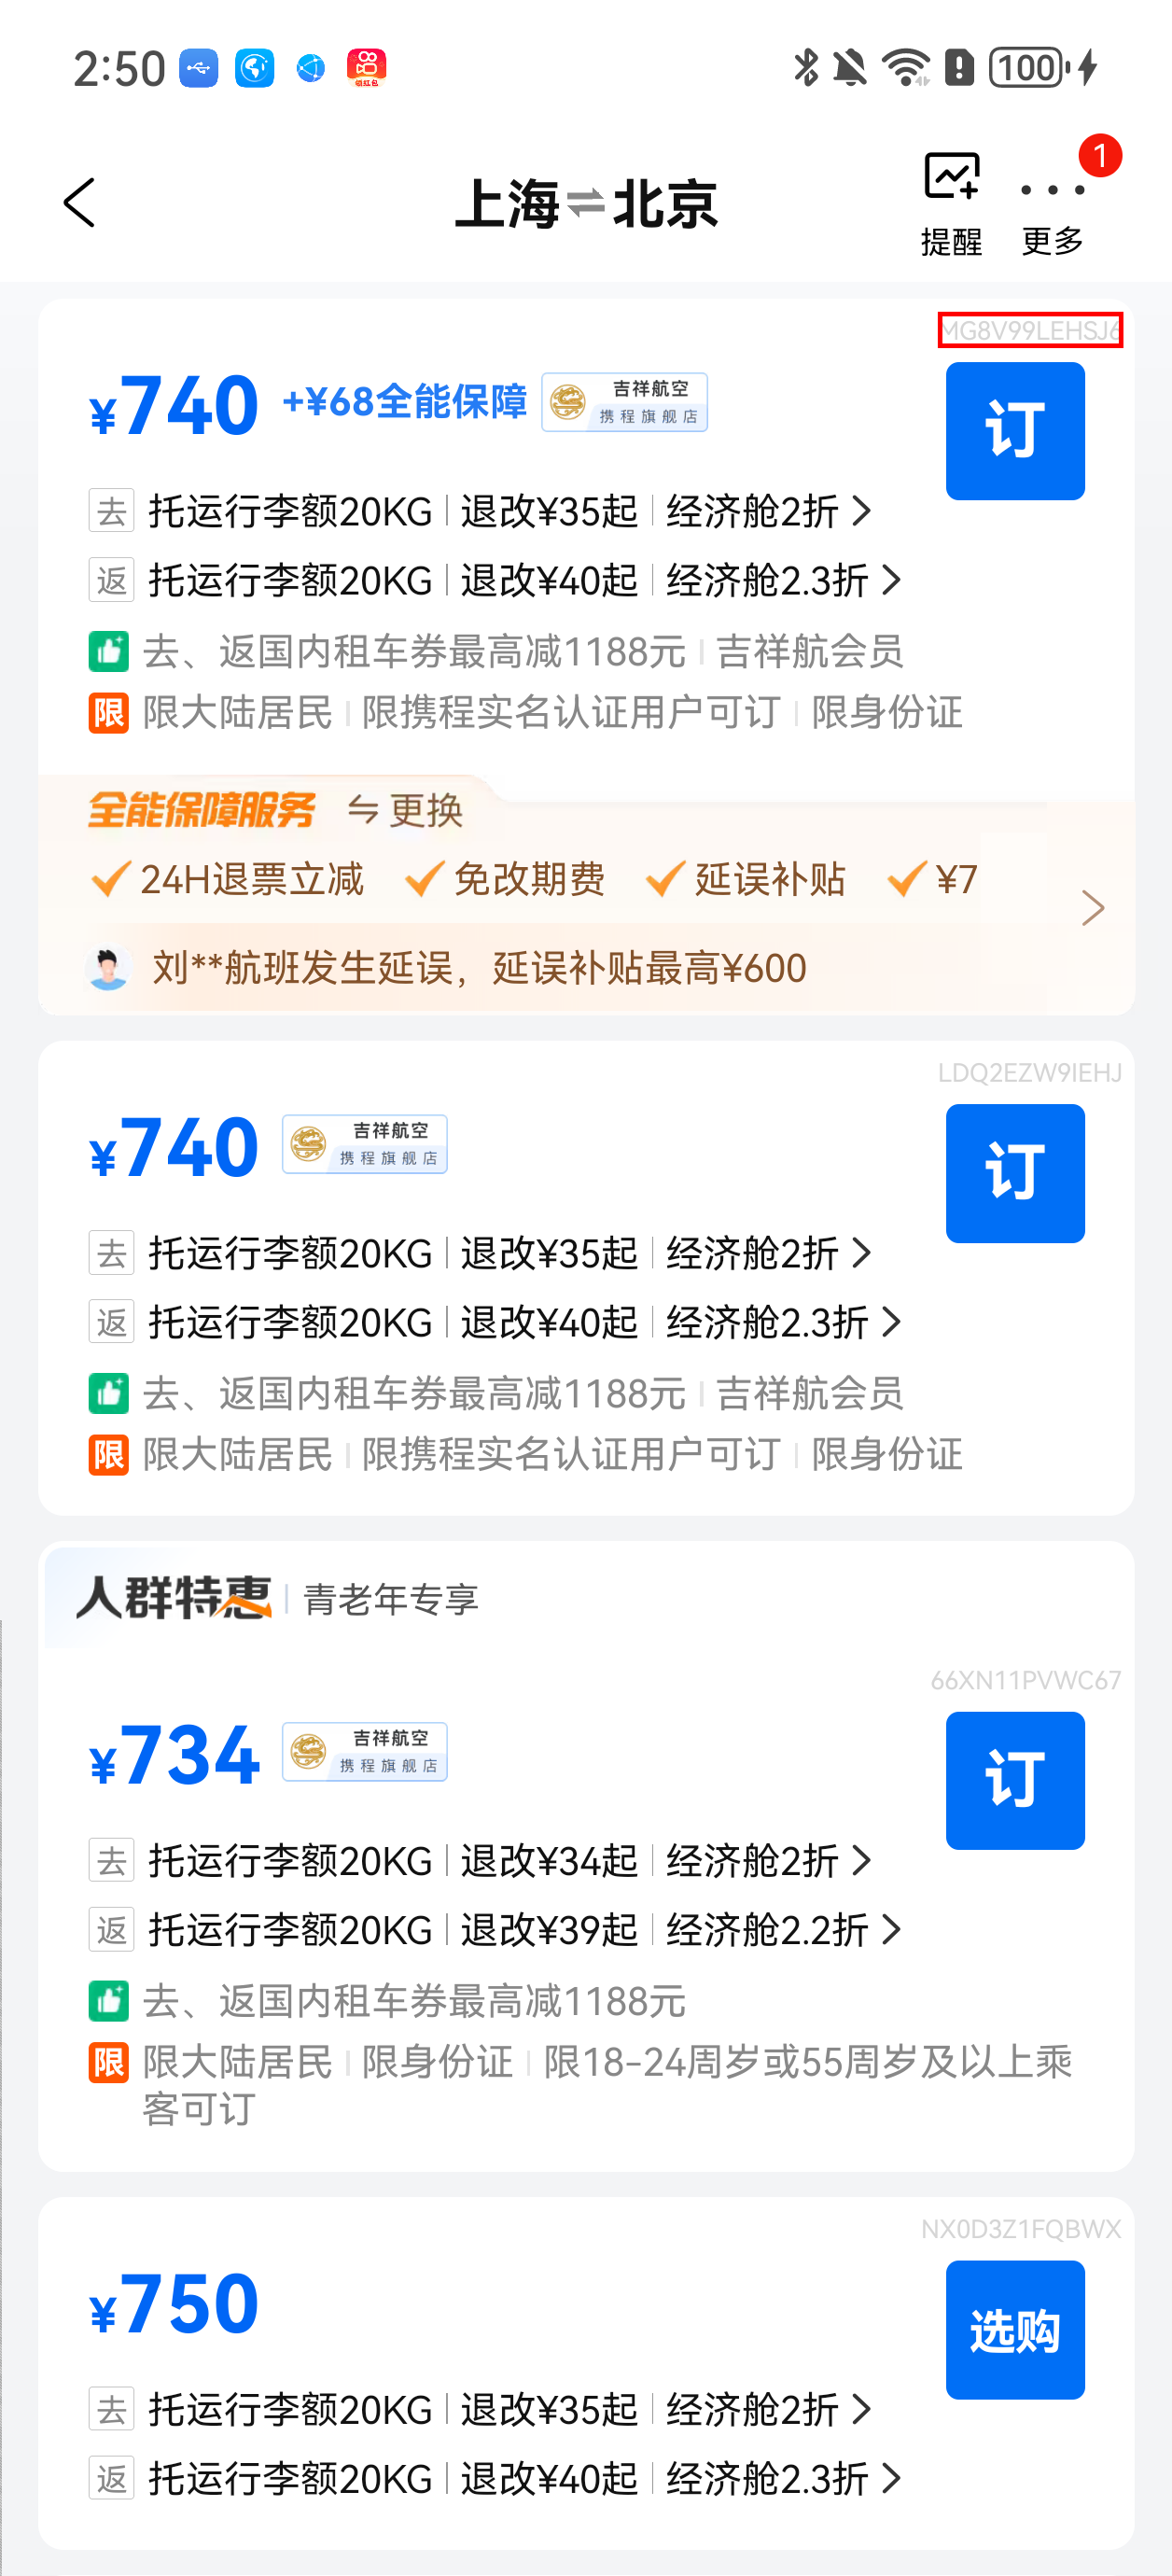 2:50
100
领红包
上海⇌北京
提醒
更多
1
MG8V99LEHSJ6
¥740 +¥68全能保障 吉祥航空
携程旗舰店
订
去 托运行李额20KG | 退改¥35起 | 经济舱2折 >
返 托运行李额20KG | 退改¥40起 | 经济舱2.3折 >
去、返国内租车券最高减1188元 | 吉祥航会员
限 限大陆居民 | 限携程实名认证用户可订 | 限身份证
全能保障服务 ⇋ 更换
24H退票立减 免改期费 延误补贴 ¥7
刘**航班发生延误，延误补贴最高¥600
LDQ2EZW9IEHJ
¥740 吉祥航空
携程旗舰店
订
去 托运行李额20KG | 退改¥35起 | 经济舱2折 >
返 托运行李额20KG | 退改¥40起 | 经济舱2.3折 >
去、返国内租车券最高减1188元 | 吉祥航会员
限 限大陆居民 | 限携程实名认证用户可订 | 限身份证
人群特惠 | 青老年专享
66XN11PVWC67
¥734 吉祥航空
携程旗舰店
订
去 托运行李额20KG | 退改¥34起 | 经济舱2折 >
返 托运行李额20KG | 退改¥39起 | 经济舱2.2折 >
去、返国内租车券最高减1188元
限 限大陆居民 | 限身份证 | 限18-24周岁或55周岁及以上乘
客可订
NX0D3Z1FQBWX
¥750
选购
去 托运行李额20KG | 退改¥35起 | 经济舱2折 >
返 托运行李额20KG | 退改¥40起 | 经济舱2.3折 >